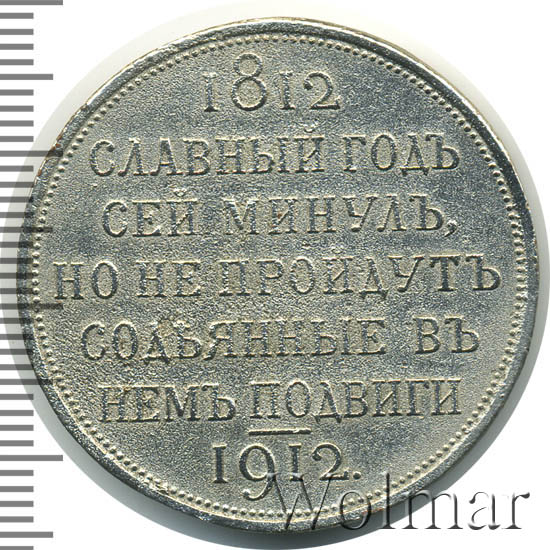 1812
СЛАВНЫЙ ГОДЪ
СЕЙ МИНУЛЪ,
НО НЕ ПРОЙДУТЪ
СОДѢЯННЫЕ ВЪ
НЕМЪ ПОДВИГИ
1912.
Wolmar